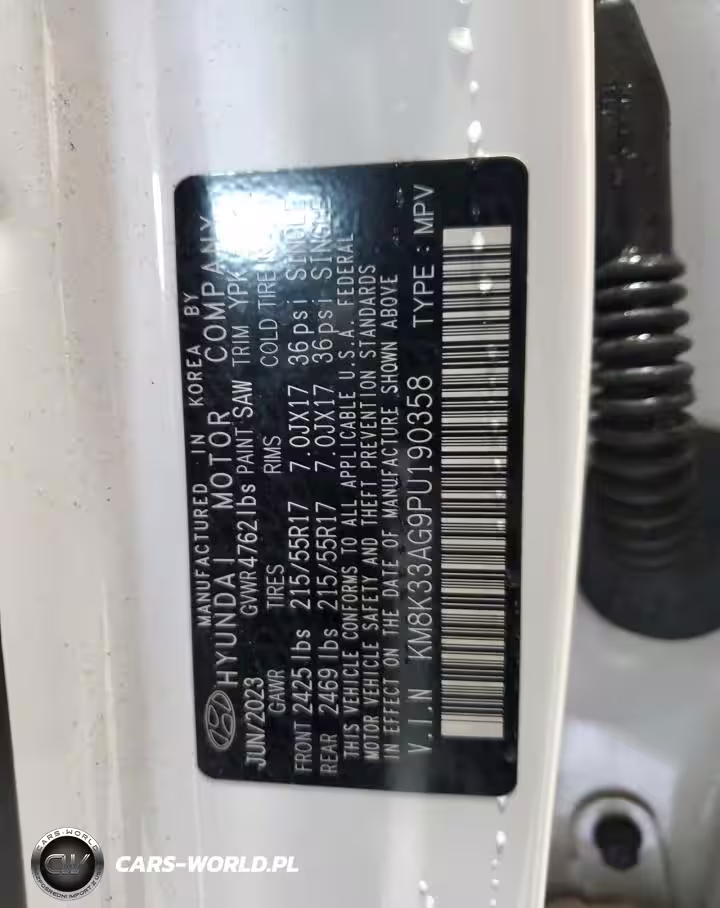 MANUFACTURED IN KOREA BY
HYUNDAI MOTOR COMPANY
JUN/2023 GVWR 4762 lbs PAINT SAW TRIM YPK
GAWR TIRES RIMS COLD TIRE
FRONT 2425 lbs 215/55R17 7.0JX17 36psi SINGLE
REAR 2469 lbs 215/55R17 7.0JX17 36psi SINGLE
THIS VEHICLE CONFORMS TO ALL APPLICABLE U.S.A. FEDERAL
MOTOR VEHICLE SAFETY AND THEFT PREVENTION STANDARDS
IN EFFECT ON THE DATE OF MANUFACTURE SHOWN ABOVE
V.I.N KM8K33AG9PU190358 TYPE : MPV
CARS-WORLD
CW
CARS-WORLD.PL